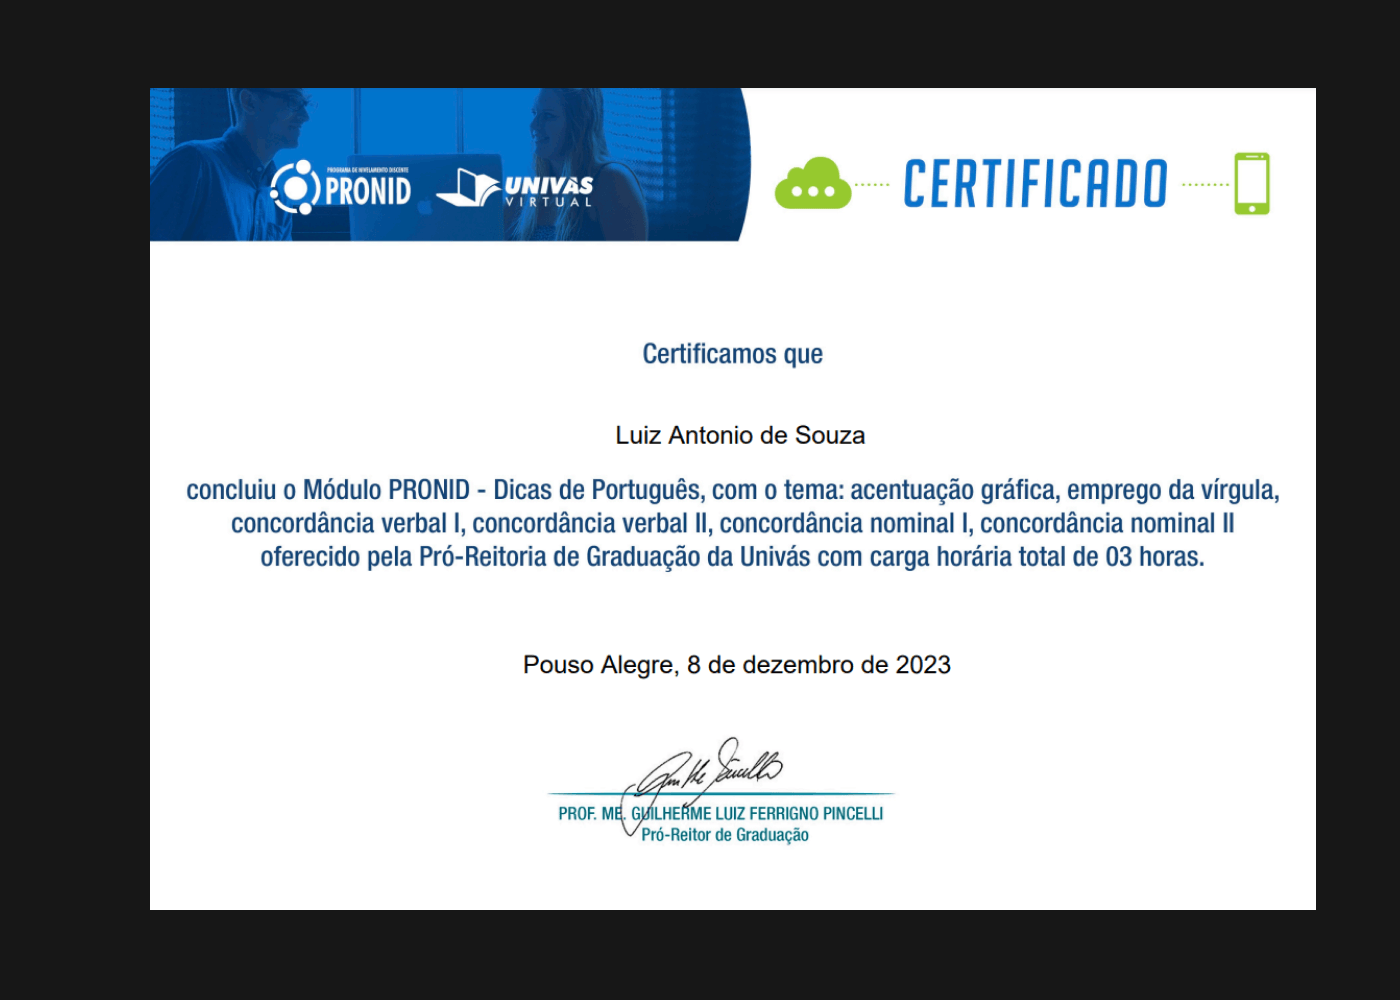 PROGRAMA DE NIVELAMENTO DISCENTE
PRONID
UNIVÁS
VIRTUAL
CERTIFICADO
Certificamos que
Luiz Antonio de Souza
concluiu o Módulo PRONID - Dicas de Português, com o tema: acentuação gráfica, emprego da vírgula,
concordância verbal I, concordância verbal II, concordância nominal I, concordância nominal II
oferecido pela Pró-Reitoria de Graduação da Univás com carga horária total de 03 horas.
Pouso Alegre, 8 de dezembro de 2023
PROF. ME. GUILHERME LUIZ FERRIGNO PINCELLI
Pró-Reitor de Graduação